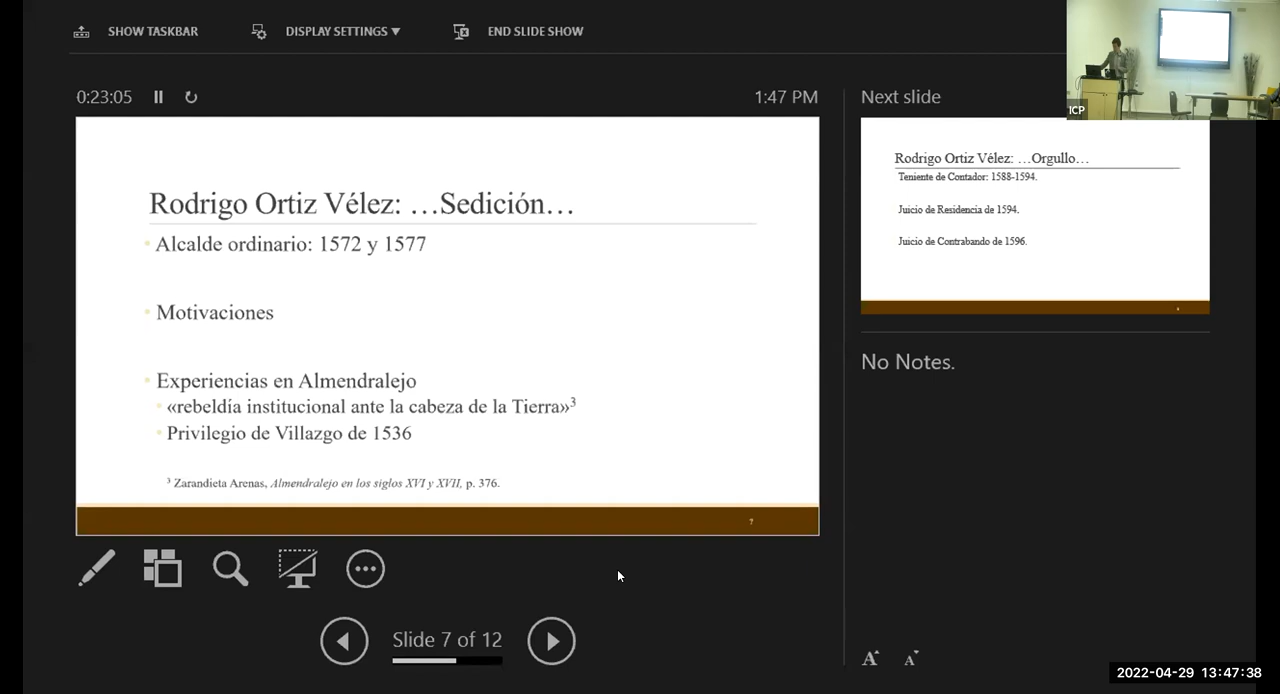 SHOW TASKBAR
DISPLAY SETTINGS ▼
END SLIDE SHOW
0:23:05
1:47 PM
Next slide
ICP
Rodrigo Ortiz Vélez: …Sedición…
Alcalde ordinario: 1572 y 1577
Motivaciones
Experiencias en Almendralejo
«rebeldía institucional ante la cabeza de la Tierra»³
Privilegio de Villazgo de 1536
³ Zarandieta Arenas, Almendralejo en los siglos XVI y XVII, p. 376.
7
Rodrigo Ortiz Vélez: …Orgullo…
Teniente de Contador: 1588-1594.
Juicio de Residencia de 1594.
Juicio de Contrabando de 1596.
No Notes.
Slide 7 of 12
A A
2022-04-29 13:47:38